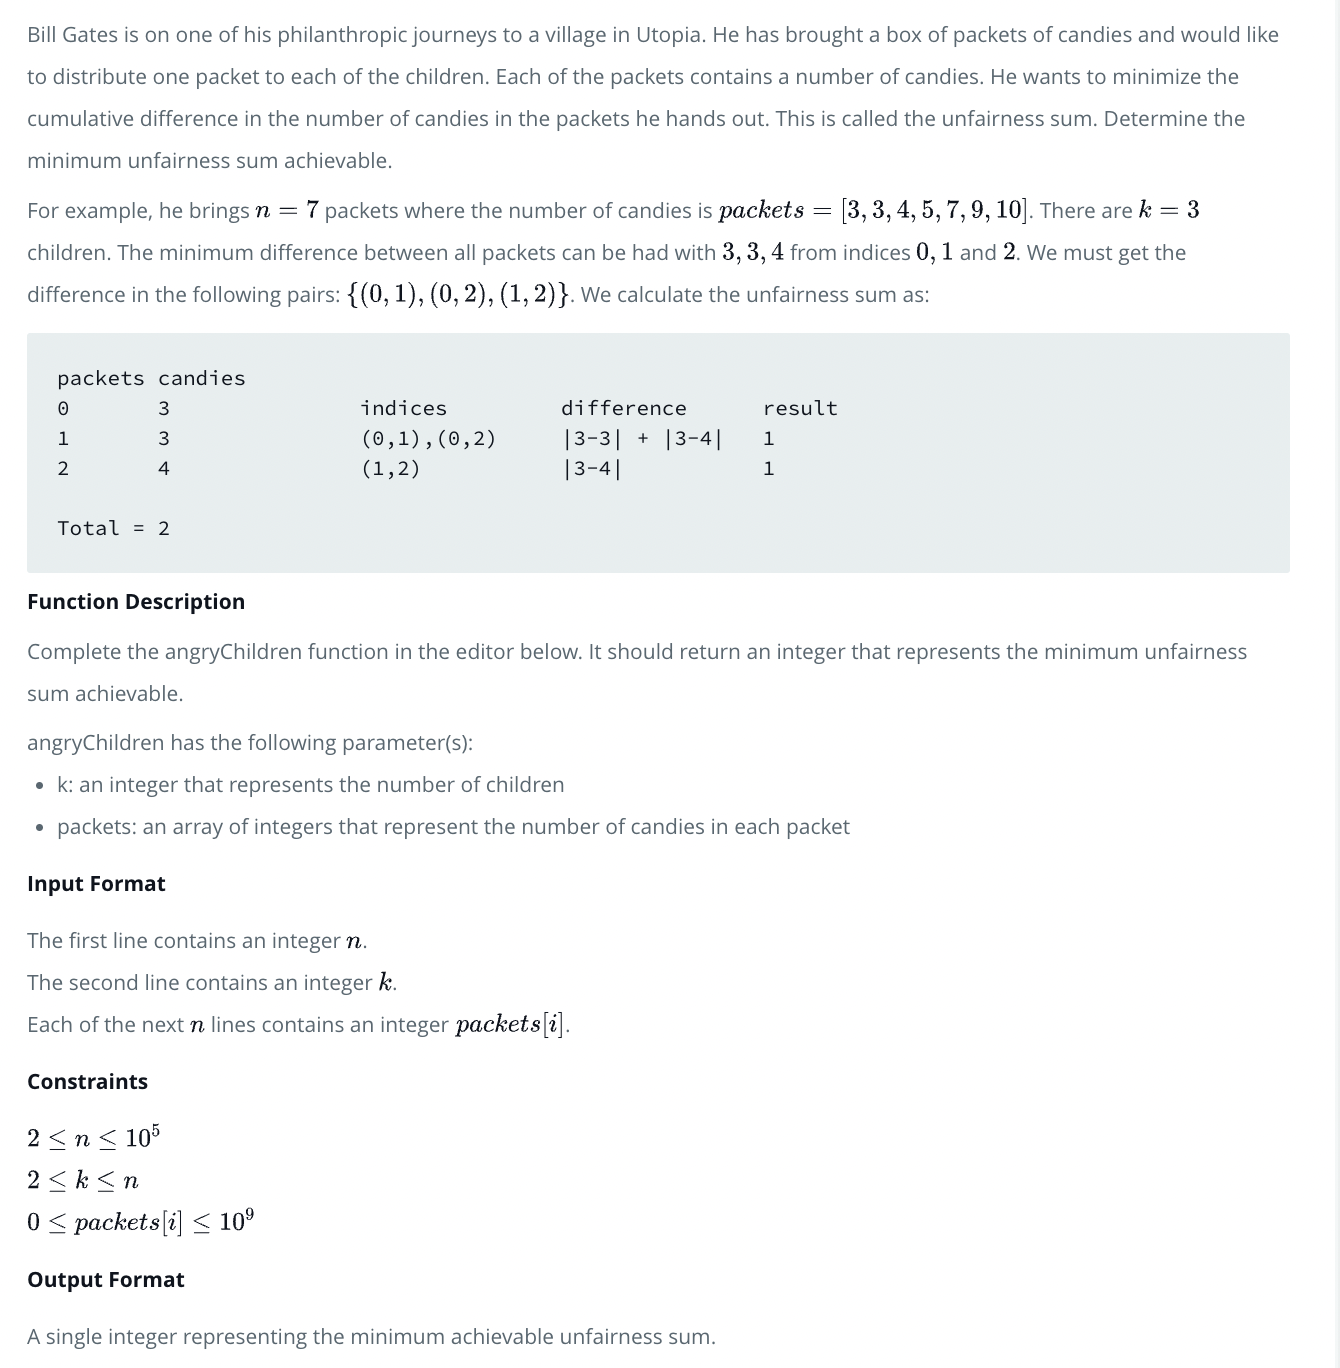 Bill Gates is on one of his philanthropic journeys to a village in Utopia. He has brought a box of packets of candies and would like
to distribute one packet to each of the children. Each of the packets contains a number of candies. He wants to minimize the
cumulative difference in the number of candies in the packets he hands out. This is called the unfairness sum. Determine the
minimum unfairness sum achievable.
For example, he brings n = 7 packets where the number of candies is packets = [3, 3, 4, 5, 7, 9, 10]. There are k = 3
children. The minimum difference between all packets can be had with 3, 3, 4 from indices 0, 1 and 2. We must get the
difference in the following pairs: {(0, 1), (0, 2), (1, 2)}. We calculate the unfairness sum as:
packets candies
0 3 indices difference result
1 3 (0,1),(0,2) |3-3| + |3-4| 1
2 4 (1,2) |3-4| 1
Total = 2
Function Description
Complete the angryChildren function in the editor below. It should return an integer that represents the minimum unfairness
sum achievable.
angryChildren has the following parameter(s):
• k: an integer that represents the number of children
• packets: an array of integers that represent the number of candies in each packet
Input Format
The first line contains an integer n.
The second line contains an integer k.
Each of the next n lines contains an integer packets[i].
Constraints
2 ≤ n ≤ 10⁵
2 ≤ k ≤ n
0 ≤ packets[i] ≤ 10⁹
Output Format
A single integer representing the minimum achievable unfairness sum.